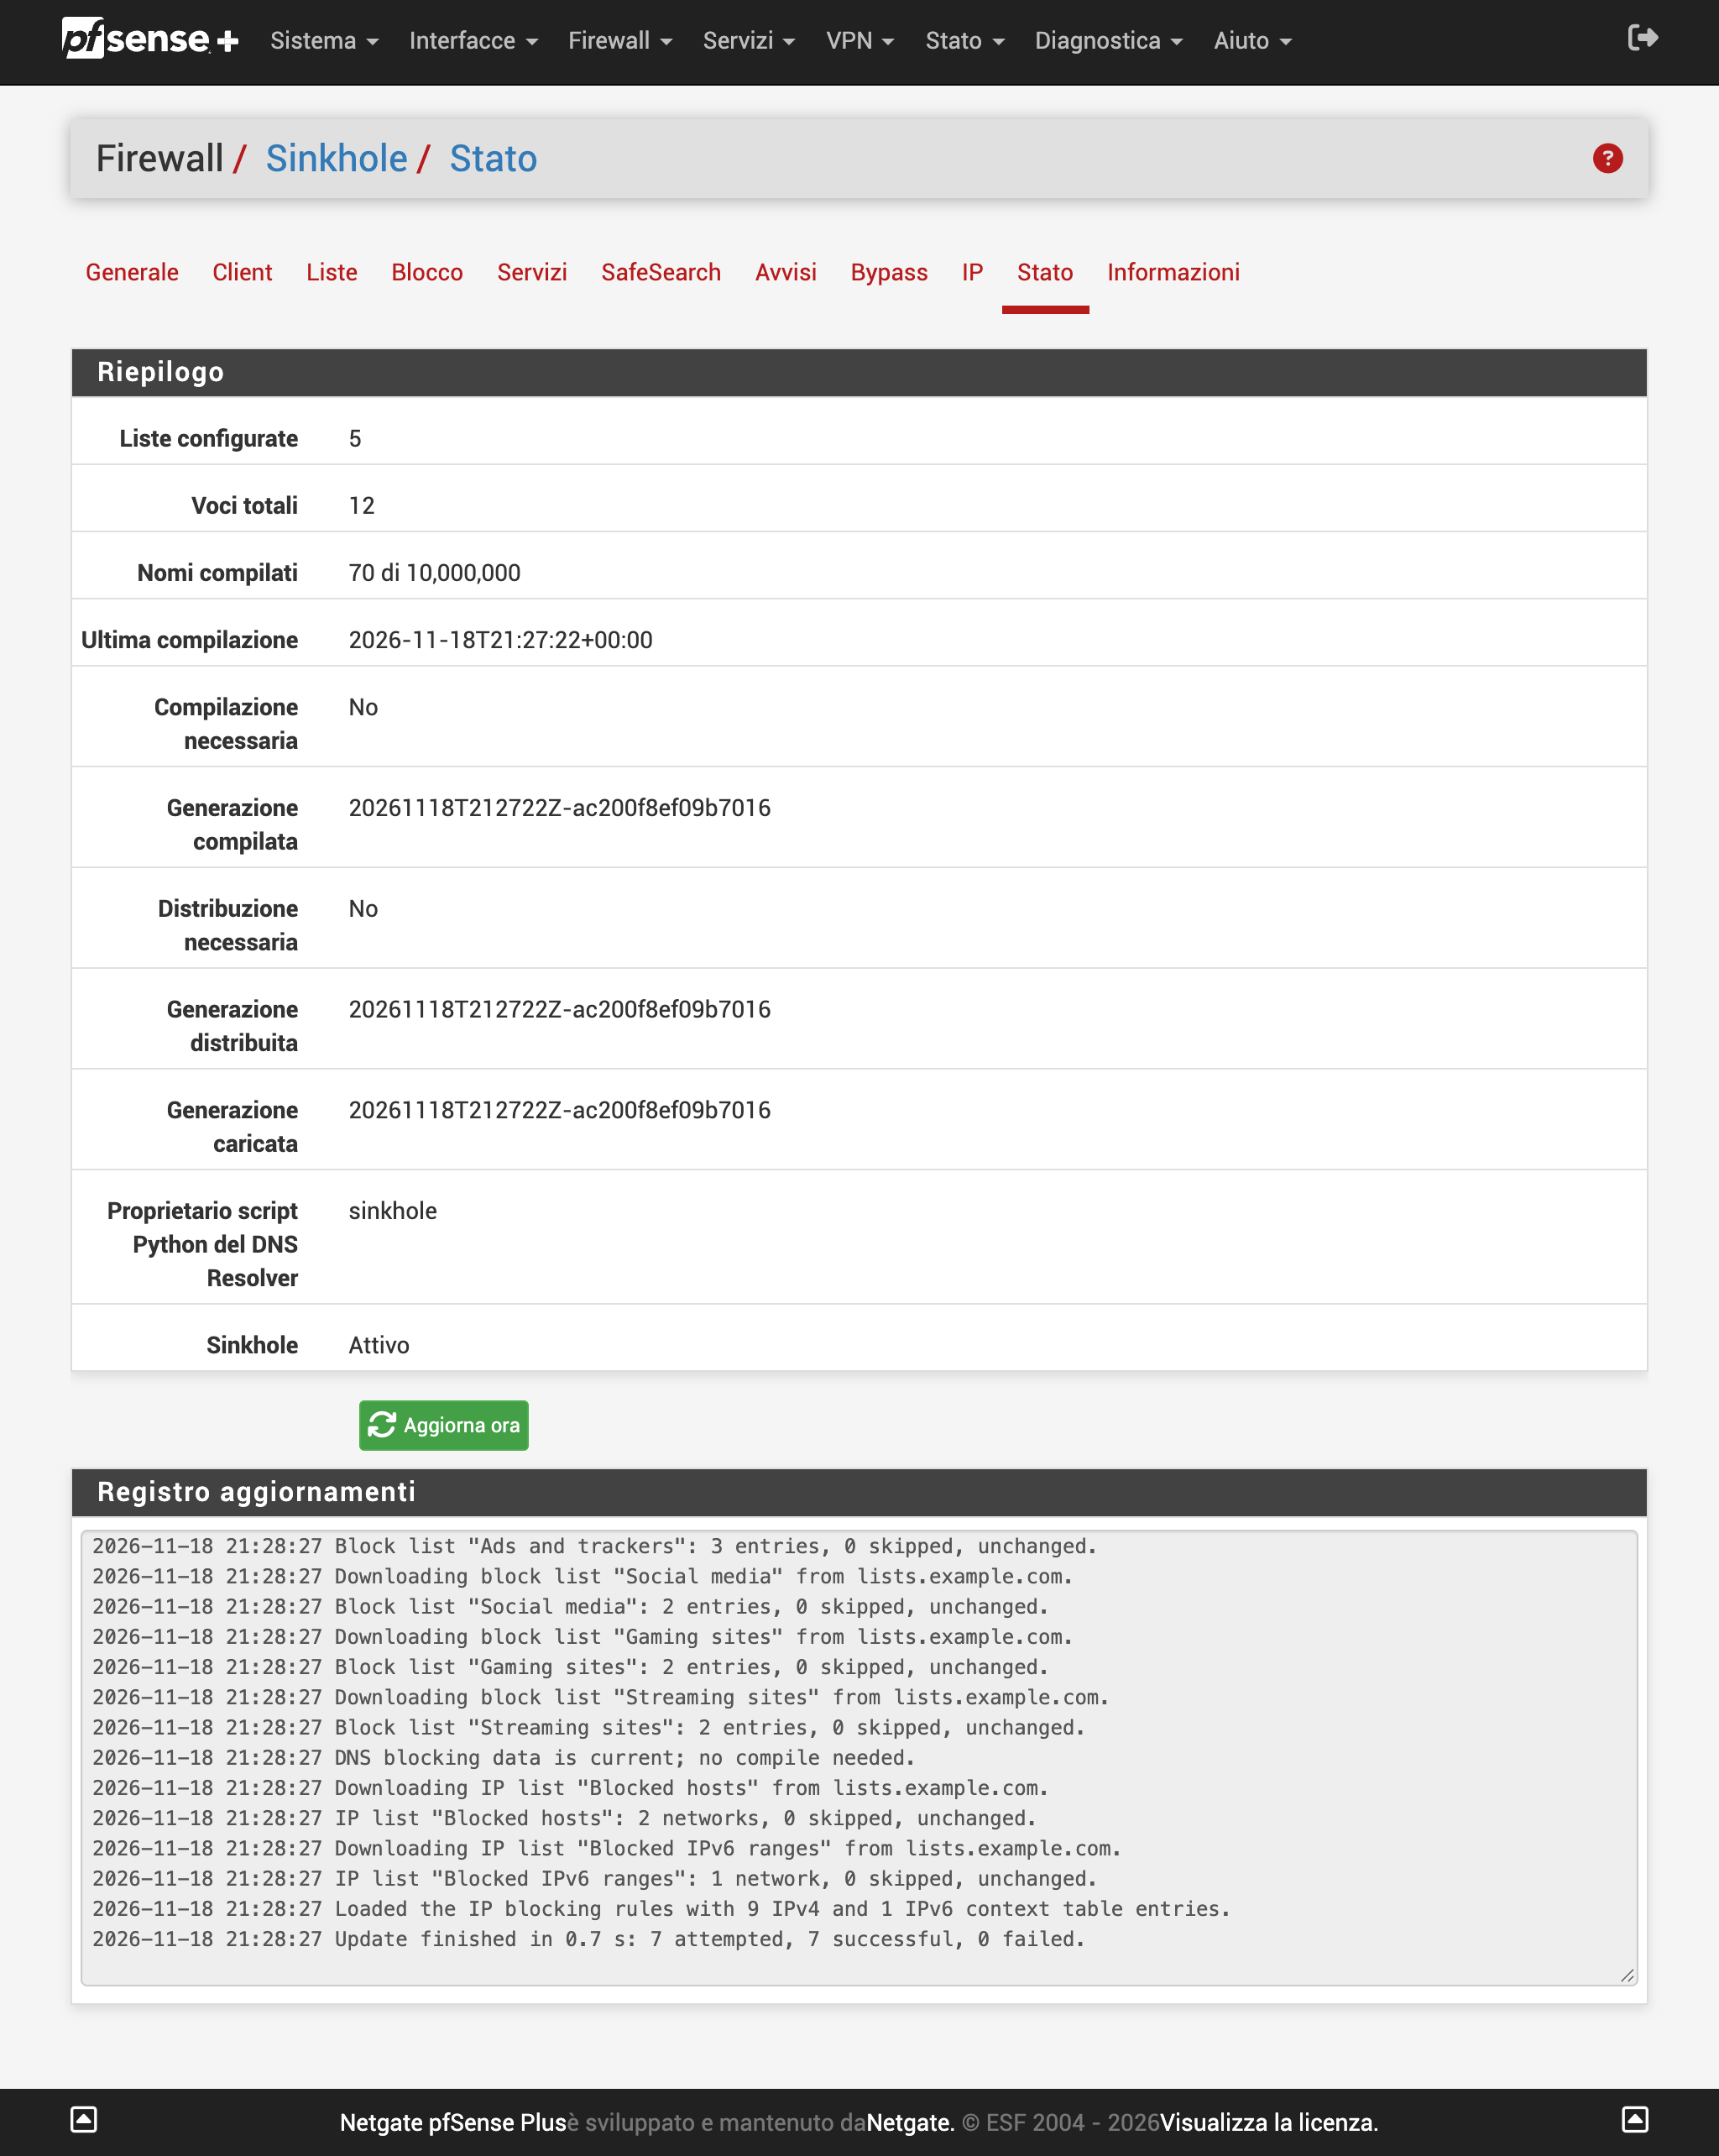 pfsense+ Sistema Interfacce Firewall Servizi VPN Stato Diagnostica Aiuto
Firewall / Sinkhole / Stato
Generale Client Liste Blocco Servizi SafeSearch Avvisi Bypass IP Stato Informazioni
Riepilogo
Liste configurate 5
Voci totali 12
Nomi compilati 70 di 10,000,000
Ultima compilazione 2026-11-18T21:27:22+00:00
Compilazione No
necessaria
Generazione 20261118T212722Z-ac200f8ef09b7016
compilata
Distribuzione No
necessaria
Generazione 20261118T212722Z-ac200f8ef09b7016
distribuita
Generazione 20261118T212722Z-ac200f8ef09b7016
caricata
Proprietario script sinkhole
Python del DNS
Resolver
Sinkhole Attivo
Aggiorna ora
Registro aggiornamenti
2026-11-18 21:28:27 Block list "Ads and trackers": 3 entries, 0 skipped, unchanged.
2026-11-18 21:28:27 Downloading block list "Social media" from lists.example.com.
2026-11-18 21:28:27 Block list "Social media": 2 entries, 0 skipped, unchanged.
2026-11-18 21:28:27 Downloading block list "Gaming sites" from lists.example.com.
2026-11-18 21:28:27 Block list "Gaming sites": 2 entries, 0 skipped, unchanged.
2026-11-18 21:28:27 Downloading block list "Streaming sites" from lists.example.com.
2026-11-18 21:28:27 Block list "Streaming sites": 2 entries, 0 skipped, unchanged.
2026-11-18 21:28:27 DNS blocking data is current; no compile needed.
2026-11-18 21:28:27 Downloading IP list "Blocked hosts" from lists.example.com.
2026-11-18 21:28:27 IP list "Blocked hosts": 2 networks, 0 skipped, unchanged.
2026-11-18 21:28:27 Downloading IP list "Blocked IPv6 ranges" from lists.example.com.
2026-11-18 21:28:27 IP list "Blocked IPv6 ranges": 1 network, 0 skipped, unchanged.
2026-11-18 21:28:27 Loaded the IP blocking rules with 9 IPv4 and 1 IPv6 context table entries.
2026-11-18 21:28:27 Update finished in 0.7 s: 7 attempted, 7 successful, 0 failed.
Netgate pfSense Plusè sviluppato e mantenuto daNetgate. © ESF 2004 - 2026Visualizza la licenza.